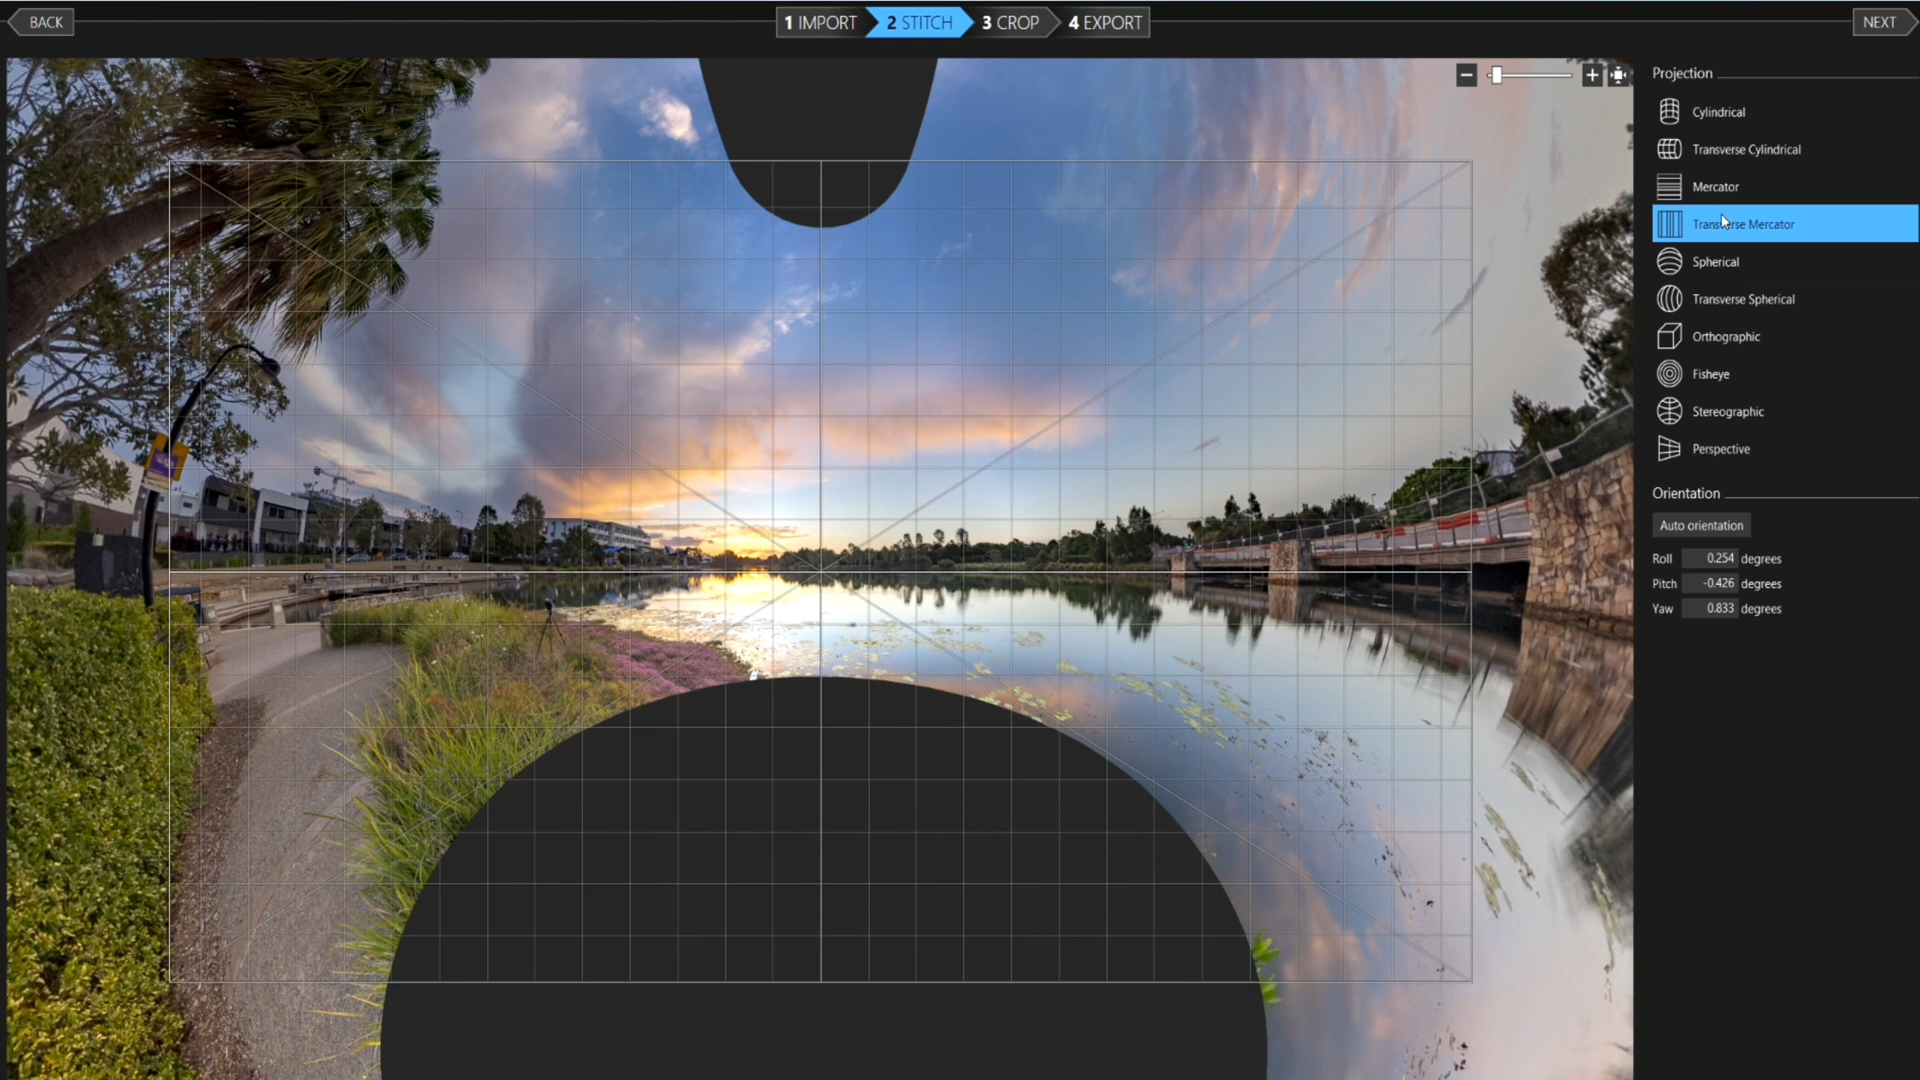 BACK
1 IMPORT
2 STITCH
3 CROP
4 EXPORT
NEXT
Projection
Cylindrical
Transverse Cylindrical
Mercator
Transverse Mercator
Spherical
Transverse Spherical
Orthographic
Fisheye
Stereographic
Perspective
Orientation
Auto orientation
Roll 0.254 degrees
Pitch -0.426 degrees
Yaw 0.833 degrees